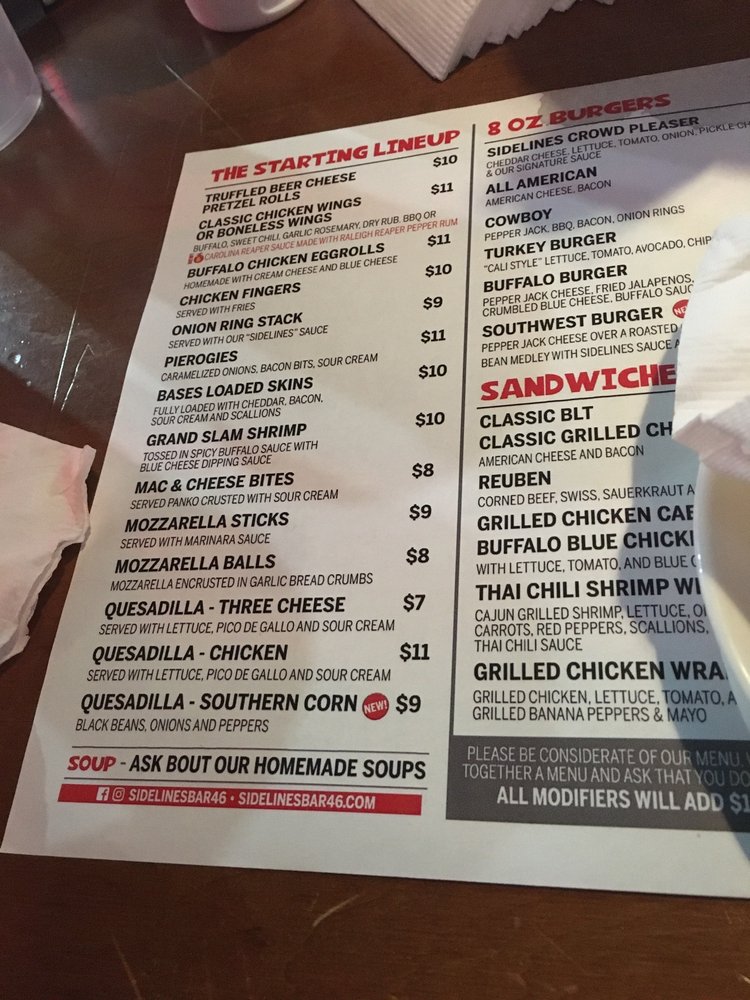 THE STARTING LINEUP
TRUFFLED BEER CHEESE $10
PRETZEL ROLLS
CLASSIC CHICKEN WINGS $11
OR BONELESS WINGS
BUFFALO, SWEET CHILI, GARLIC ROSEMARY, DRY RUB, BBQ OR
CAROLINA REAPER SAUCE MADE WITH RALEIGH REAPER PEPPER RUM
BUFFALO CHICKEN EGGROLLS $11
HOMEMADE WITH CREAM CHEESE AND BLUE CHEESE
CHICKEN FINGERS $10
SERVED WITH FRIES
ONION RING STACK $9
SERVED WITH OUR "SIDELINES" SAUCE
PIEROGIES $11
CARAMELIZED ONIONS, BACON BITS, SOUR CREAM
BASES LOADED SKINS $10
FULLY LOADED WITH CHEDDAR, BACON,
SOUR CREAM AND SCALLIONS
GRAND SLAM SHRIMP $10
TOSSED IN SPICY BUFFALO SAUCE WITH
BLUE CHEESE DIPPING SAUCE
MAC & CHEESE BITES $8
SERVED PANKO CRUSTED WITH SOUR CREAM
MOZZARELLA STICKS $9
SERVED WITH MARINARA SAUCE
MOZZARELLA BALLS $8
MOZZARELLA ENCRUSTED IN GARLIC BREAD CRUMBS
QUESADILLA - THREE CHEESE $7
SERVED WITH LETTUCE, PICO DE GALLO AND SOUR CREAM
QUESADILLA - CHICKEN $11
SERVED WITH LETTUCE, PICO DE GALLO AND SOUR CREAM
QUESADILLA - SOUTHERN CORN NEW! $9
BLACK BEANS, ONIONS AND PEPPERS
SOUP - ASK BOUT OUR HOMEMADE SOUPS
SIDELINESBAR46 • SIDELINESBAR46.COM
8 OZ BURGERS
SIDELINES CROWD PLEASER
CHEDDAR CHEESE, LETTUCE, TOMATO, ONION, PICKLE CH
& OUR SIGNATURE SAUCE
ALL AMERICAN
AMERICAN CHEESE, BACON
COWBOY
PEPPER JACK, BBQ, BACON, ONION RINGS
TURKEY BURGER
"CALI STYLE" LETTUCE, TOMATO, AVOCADO, CHIP
BUFFALO BURGER
PEPPER JACK CHEESE, FRIED JALAPENOS,
CRUMBLED BLUE CHEESE, BUFFALO SAUC
SOUTHWEST BURGER NE
PEPPER JACK CHEESE OVER A ROASTED
BEAN MEDLEY WITH SIDELINES SAUCE A
SANDWICHE
CLASSIC BLT
CLASSIC GRILLED CH
AMERICAN CHEESE AND BACON
REUBEN
CORNED BEEF, SWISS, SAUERKRAUT A
GRILLED CHICKEN CAE
BUFFALO BLUE CHICKE
WITH LETTUCE, TOMATO, AND BLUE C
THAI CHILI SHRIMP WI
CAJUN GRILLED SHRIMP, LETTUCE, O
CARROTS, RED PEPPERS, SCALLIONS,
THAI CHILI SAUCE
GRILLED CHICKEN WRA
GRILLED CHICKEN, LETTUCE, TOMATO, A
GRILLED BANANA PEPPERS & MAYO
PLEASE BE CONSIDERATE OF OUR MENU.
TOGETHER A MENU AND ASK THAT YOU DO
ALL MODIFIERS WILL ADD $1